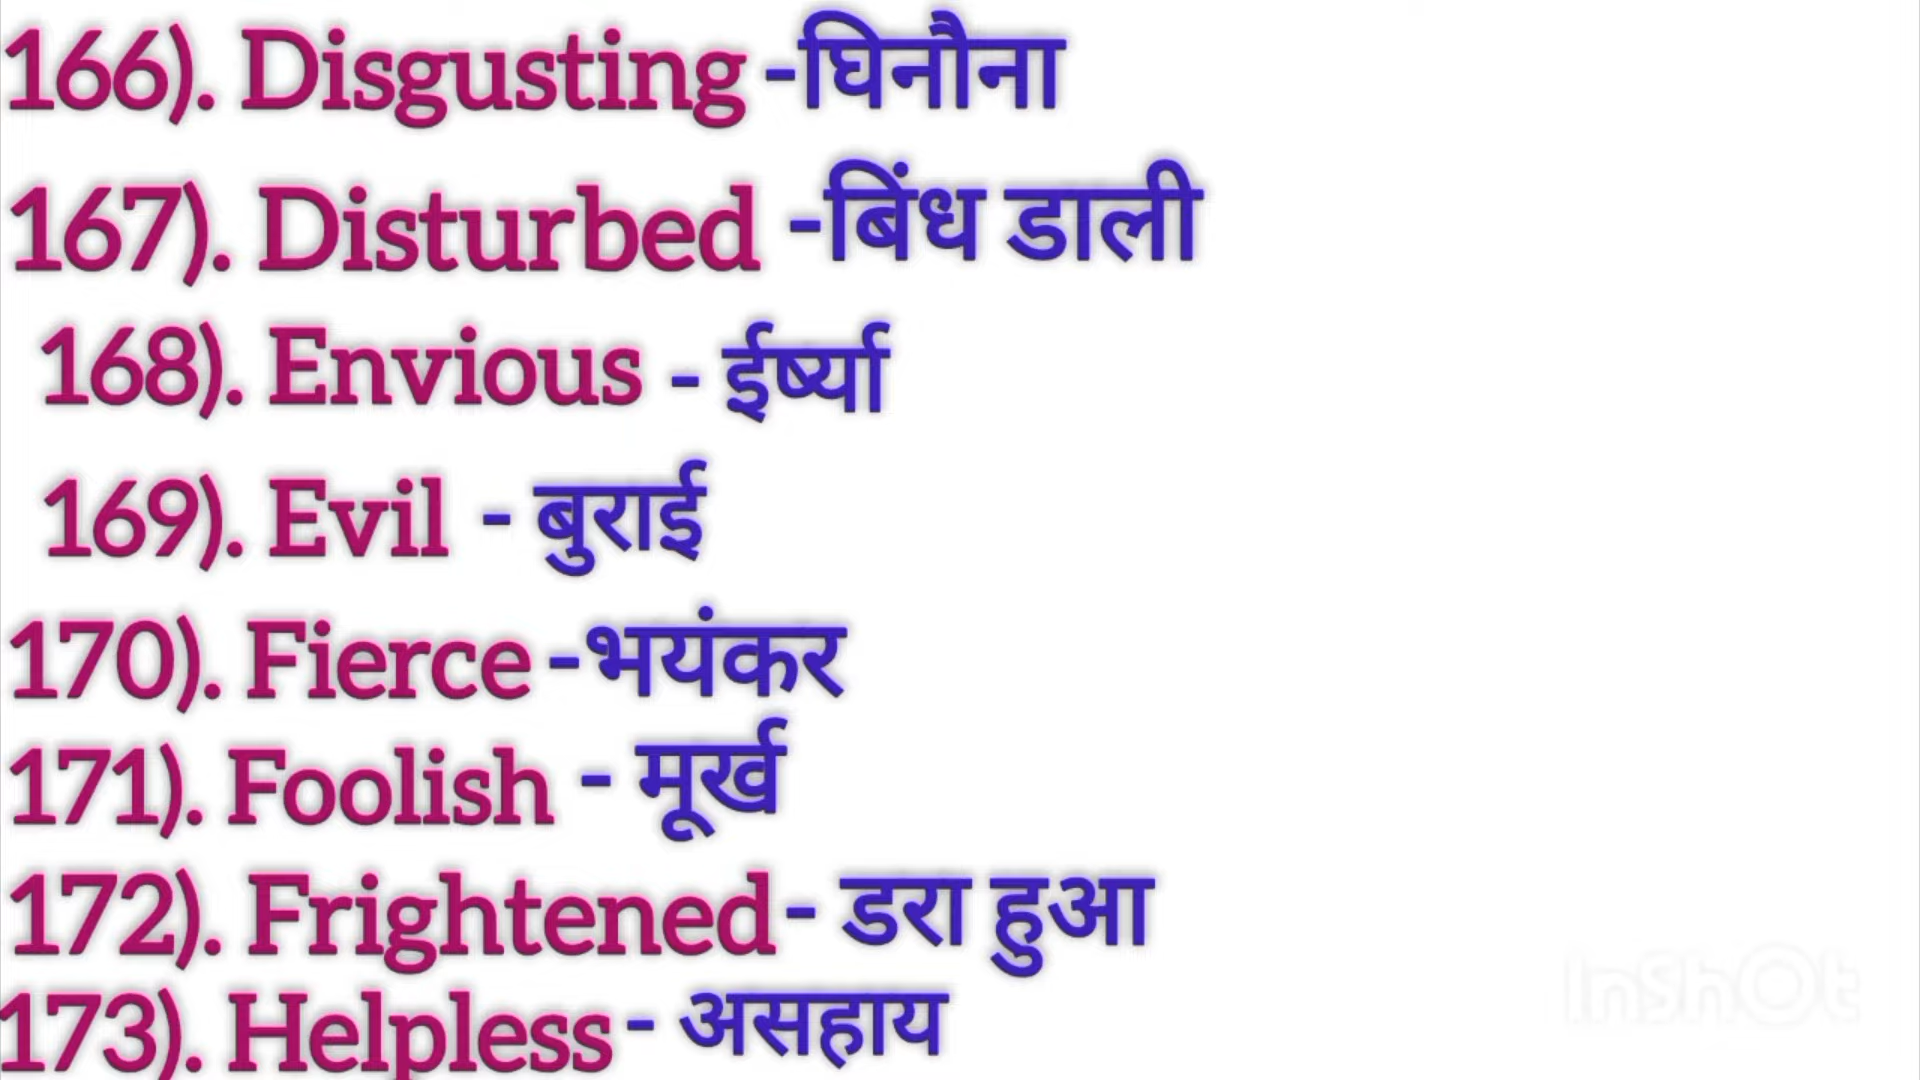 166). Disgusting -घिनौना
167). Disturbed -बिंध डाली
168). Envious - ईर्ष्या
169). Evil - बुराई
170). Fierce -भयंकर
171). Foolish - मूर्ख
172). Frightened- डरा हुआ
173). Helpless- असहाय
InShOt